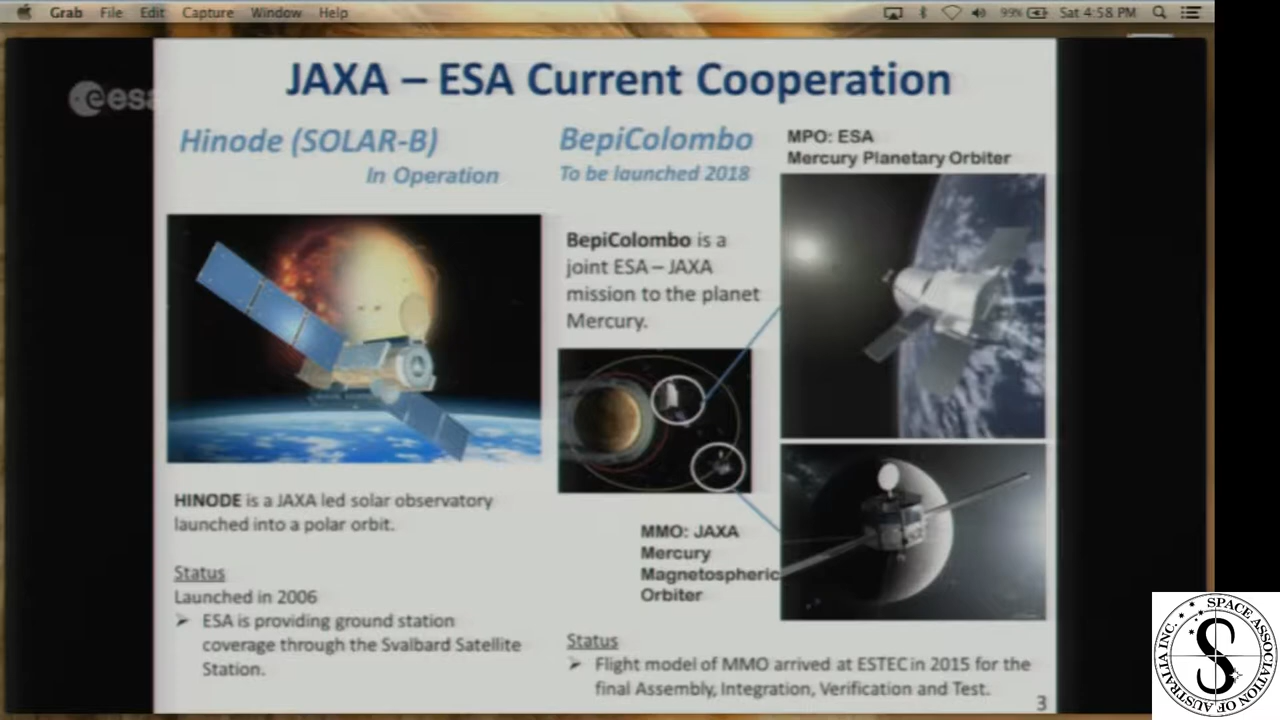 Grab File Edit Capture Window Help
99% Sat 4:58 PM
esa
JAXA – ESA Current Cooperation
Hinode (SOLAR-B)
In Operation
BepiColombo
To be launched 2018
MPO: ESA
Mercury Planetary Orbiter
BepiColombo is a
joint ESA – JAXA
mission to the planet
Mercury.
HINODE is a JAXA led solar observatory
launched into a polar orbit.
Status
Launched in 2006
➢ ESA is providing ground station
coverage through the Svalbard Satellite
Station.
MMO: JAXA
Mercury
Magnetospheric
Orbiter
Status
➢ Flight model of MMO arrived at ESTEC in 2015 for the
final Assembly, Integration, Verification and Test.
3
SPACE ASSOCIATION OF AUSTRALIA INC.
S